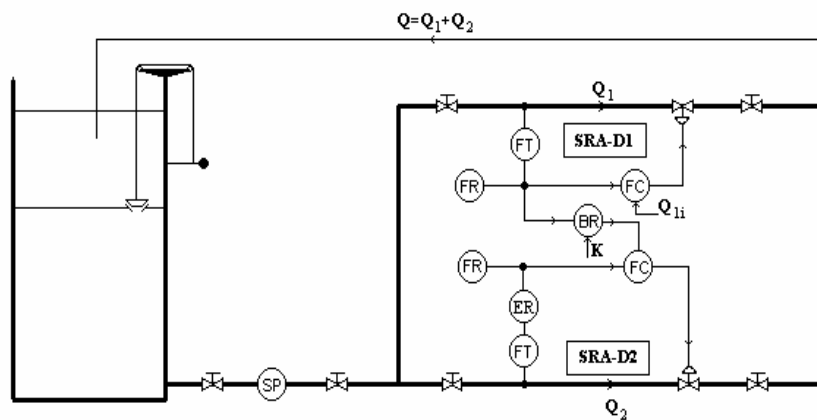 Q=Q1+Q2
Q1
FT
SRA-D1
FR
FC
Q1i
BR
K
FR
FC
ER
FT
SRA-D2
SP
Q2